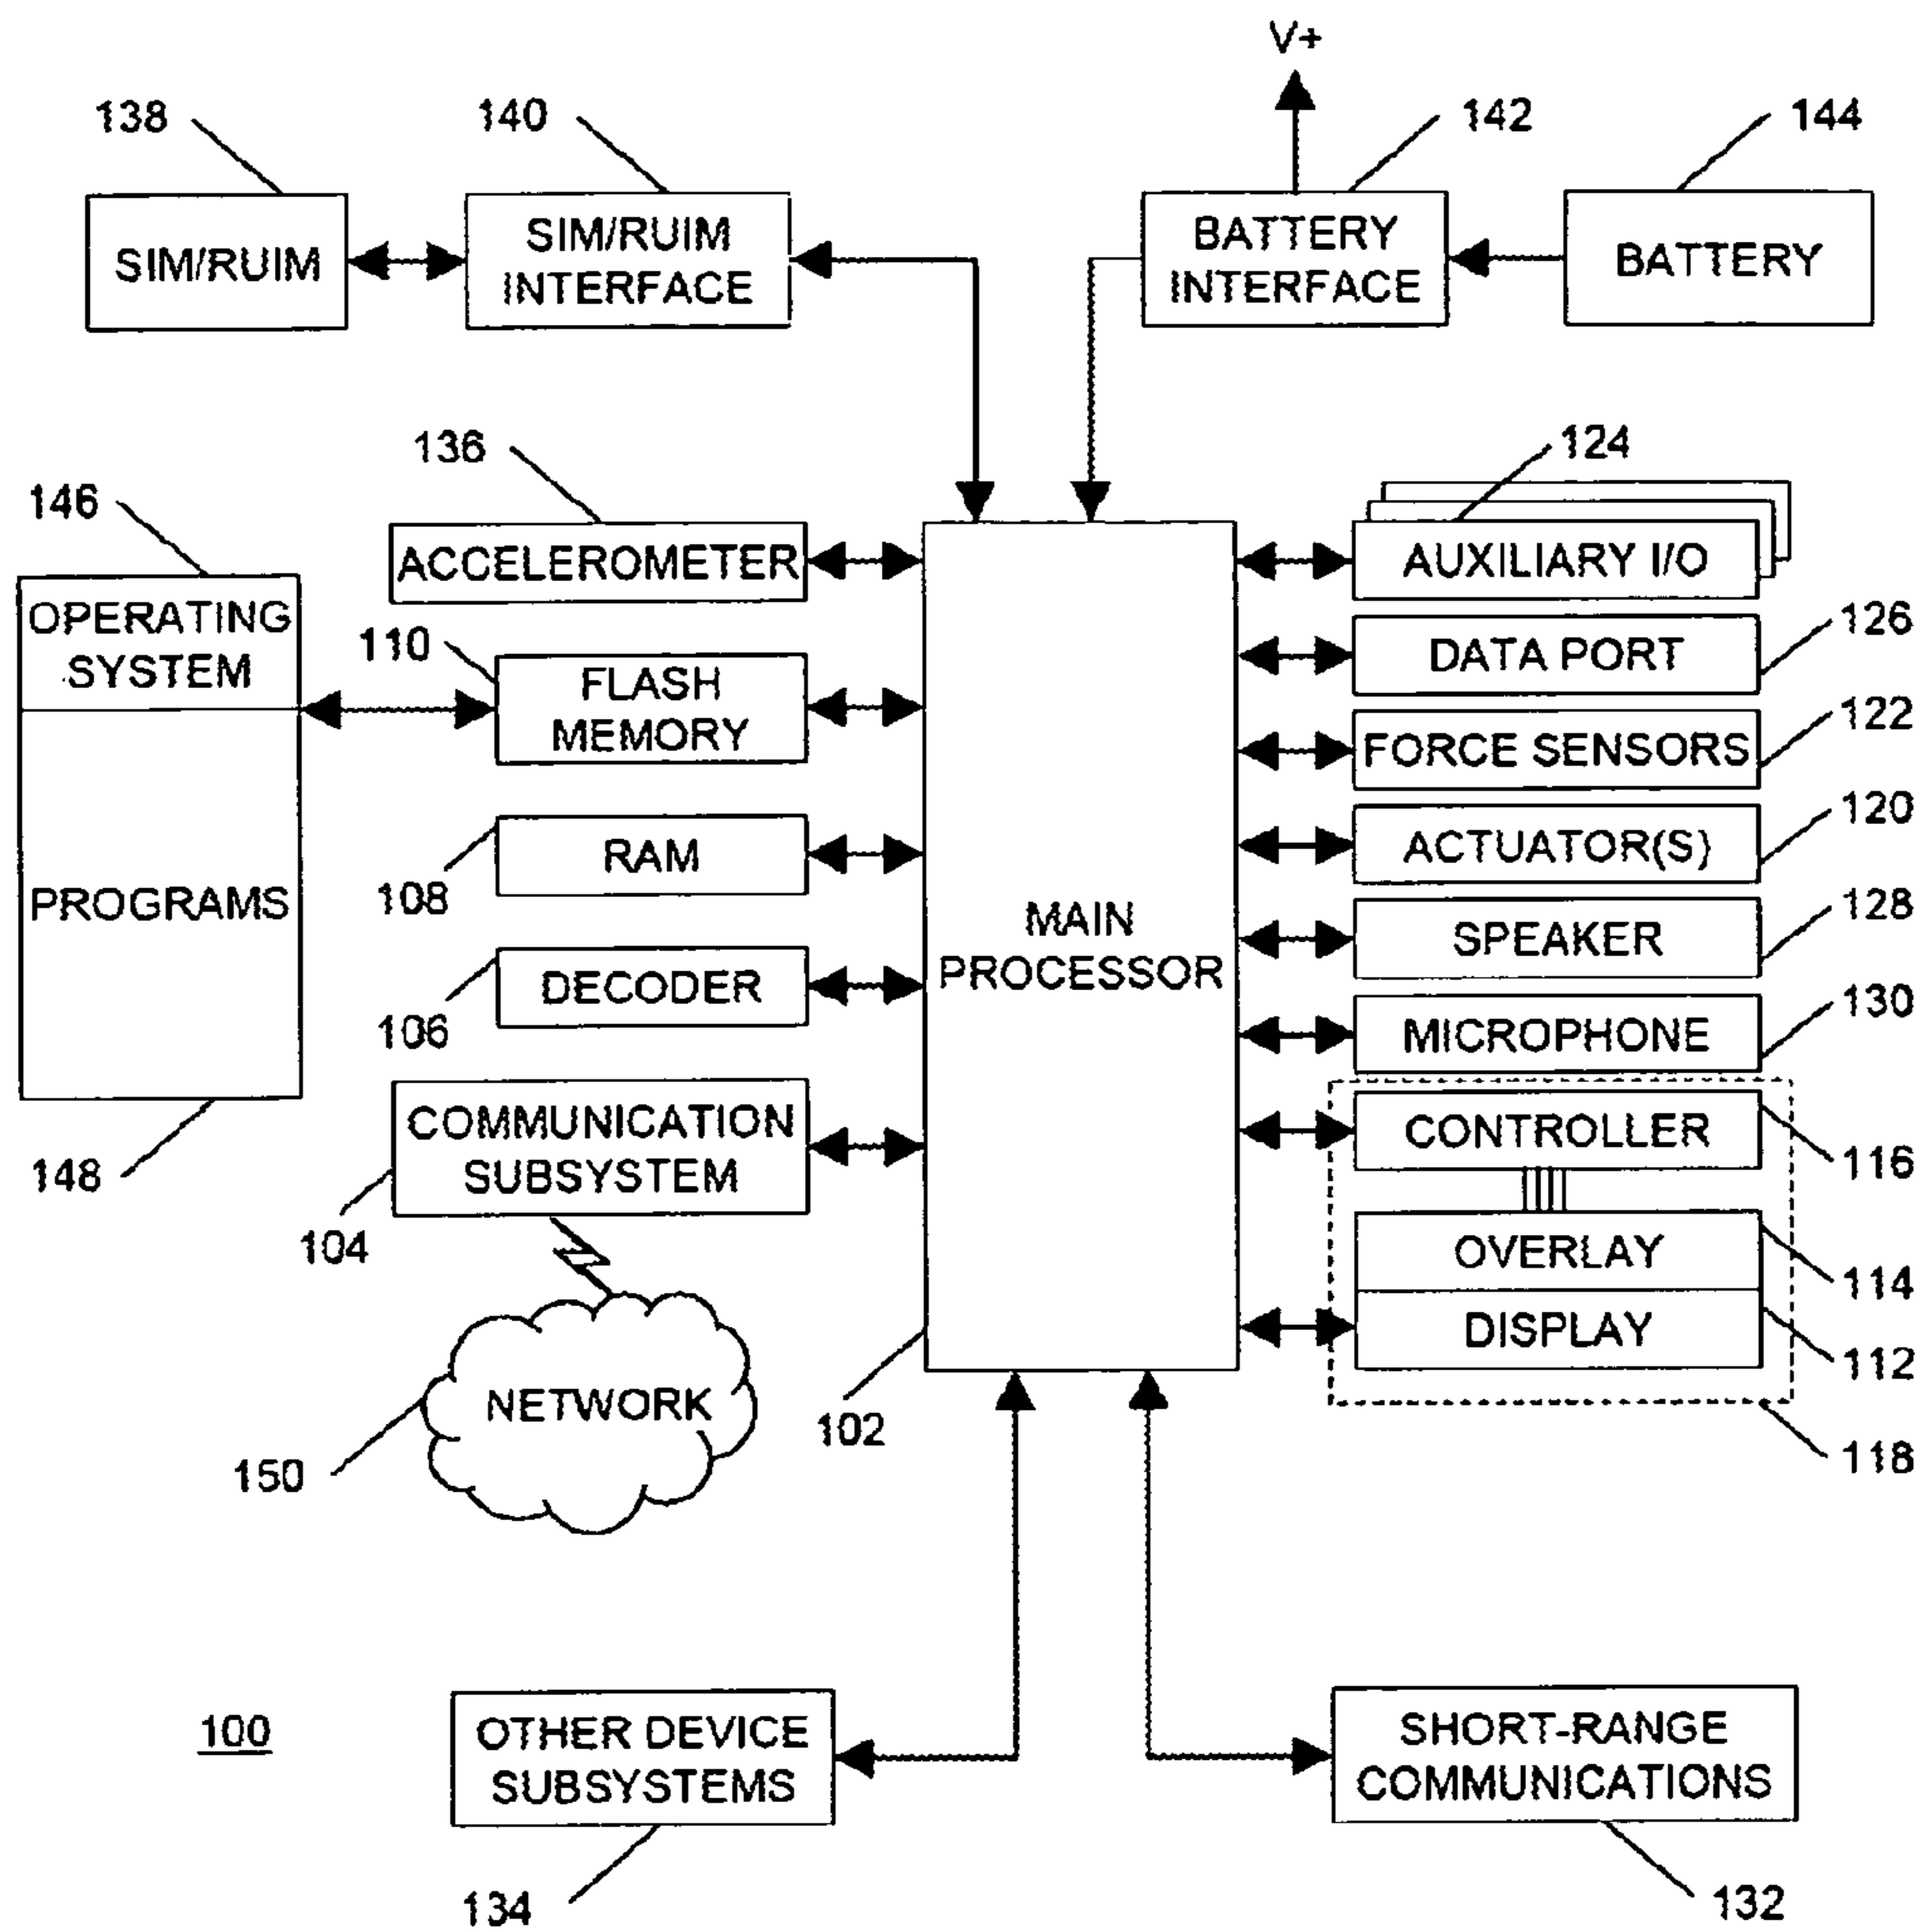 V+
138
140
142
144
SIM/RUIM
SIM/RUIM
INTERFACE
BATTERY
INTERFACE
BATTERY
136
124
146
ACCELEROMETER
AUXILIARY I/O
OPERATING
SYSTEM
110
FLASH
MEMORY
DATA PORT
126
FORCE SENSORS
122
RAM
108
ACTUATOR(S)
120
PROGRAMS
MAIN
PROCESSOR
SPEAKER
128
DECODER
106
MICROPHONE
130
COMMUNICATION
SUBSYSTEM
CONTROLLER
116
148
104
OVERLAY
114
DISPLAY
112
NETWORK
150
102
118
100
OTHER DEVICE
SUBSYSTEMS
SHORT-RANGE
COMMUNICATIONS
134
132